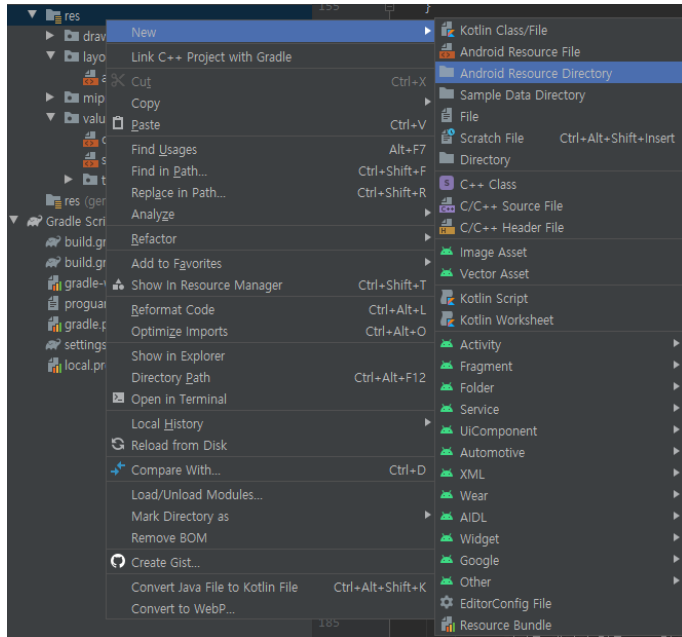 155
}
res
draw
layo
a
mip
valu
c
s
t
res (ger
Gradle Scri
build.gr
build.gr
gradle-v
proguar
gradle.p
settings
local.pr
New
Link C++ Project with Gradle
Cut Ctrl+X
Copy
Paste Ctrl+V
Find Usages Alt+F7
Find in Path... Ctrl+Shift+F
Replace in Path... Ctrl+Shift+R
Analyze
Refactor
Add to Favorites
Show In Resource Manager Ctrl+Shift+T
Reformat Code Ctrl+Alt+L
Optimize Imports Ctrl+Alt+O
Show in Explorer
Directory Path Ctrl+Alt+F12
Open in Terminal
Local History
Reload from Disk
Compare With... Ctrl+D
Load/Unload Modules...
Mark Directory as
Remove BOM
Create Gist...
Convert Java File to Kotlin File Ctrl+Alt+Shift+K
Convert to WebP...
185
Kotlin Class/File
Android Resource File
Android Resource Directory
Sample Data Directory
File
Scratch File Ctrl+Alt+Shift+Insert
Directory
S C++ Class
C++ C/C++ Source File
H C/C++ Header File
Image Asset
Vector Asset
Kotlin Script
Kotlin Worksheet
Activity
Fragment
Folder
Service
UiComponent
Automotive
XML
Wear
AIDL
Widget
Google
Other
EditorConfig File
Resource Bundle